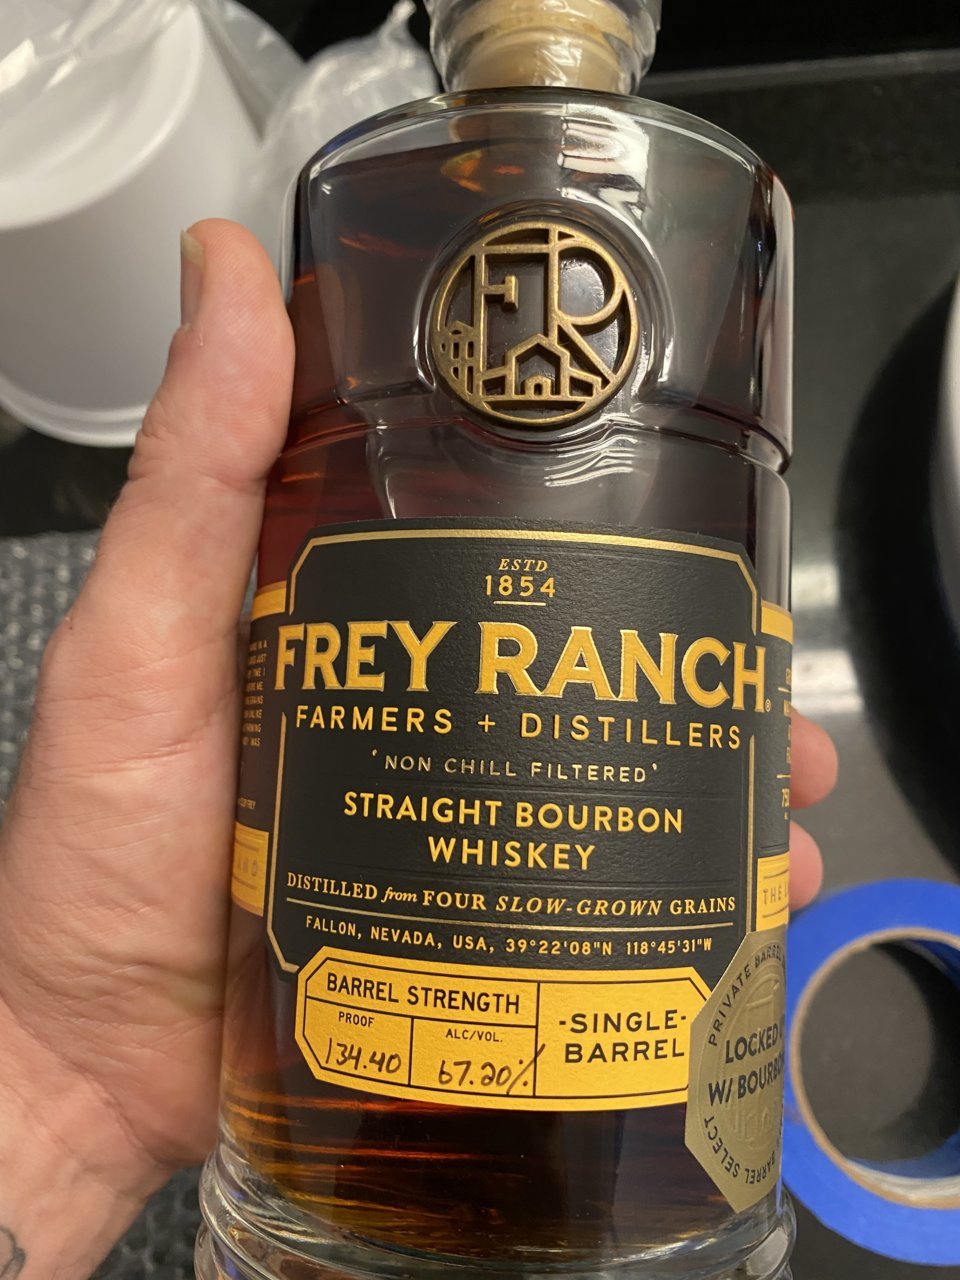 FR
ESTD
1854
FREY RANCH®
FARMERS + DISTILLERS
'NON CHILL FILTERED'
STRAIGHT BOURBON
WHISKEY
DISTILLED from FOUR SLOW-GROWN GRAINS
FALLON, NEVADA, USA, 39°22'08"N 118°45'31"W
BARREL STRENGTH
PROOF
134.40
ALC/VOL.
67.20%
-SINGLE-
BARREL
PRIVATE BARREL
LOCKED
W/ BOURBON
BARREL SELECT